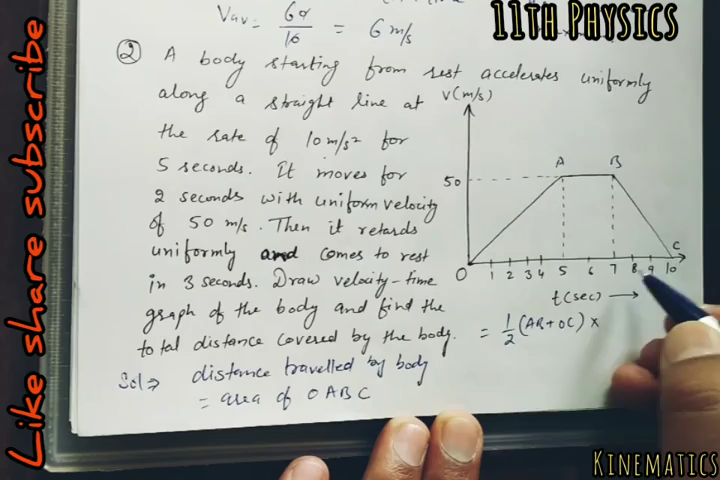 11th Physics
Vav = 60/10 = 6 m/s
② A body starting from rest accelerates uniformly
along a straight line at
the rate of 10 m/s² for
5 seconds. It moves for
2 seconds with uniform velocity
of 50 m/s. Then it retards
uniformly and comes to rest
in 3 seconds. Draw velocity-time
graph of the body and find the
total distance covered by the body.
Sol ⇒ distance travelled by body
= area of OABC
= 1/2 (AB + OC) ×
V(m/s)
A B
50
O 1 2 3 4 5 6 7 8 9 10 C
t(sec) →
Like share subscribe
Kinematics